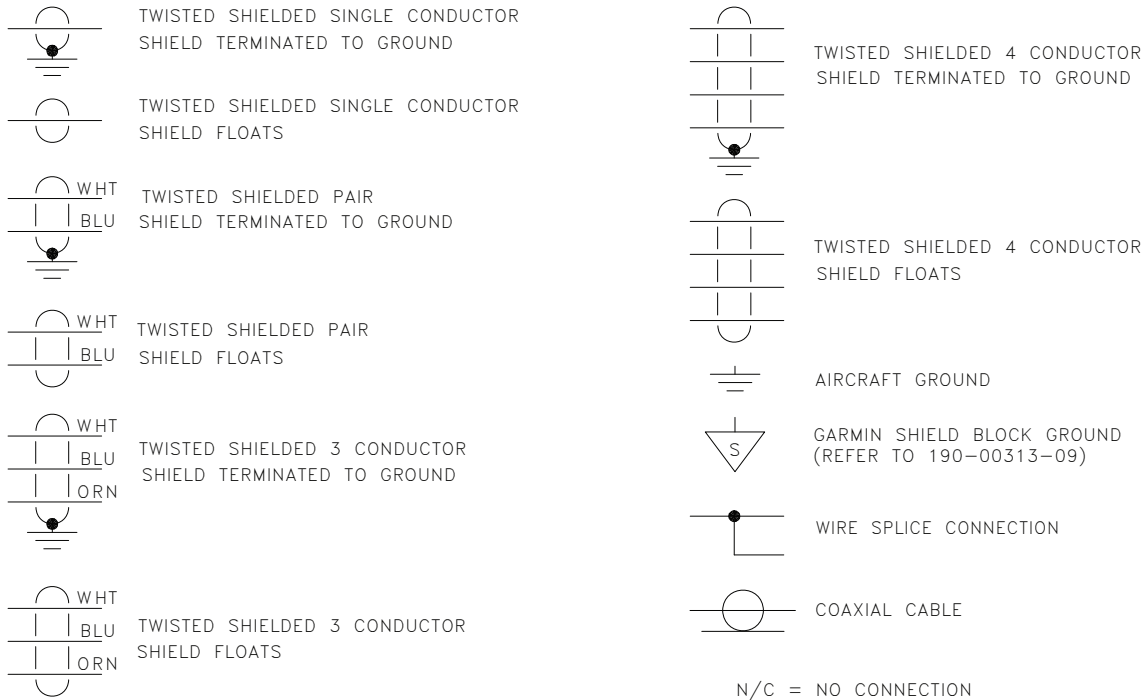 TWISTED SHIELDED SINGLE CONDUCTOR
SHIELD TERMINATED TO GROUND
TWISTED SHIELDED SINGLE CONDUCTOR
SHIELD FLOATS
WHT
TWISTED SHIELDED PAIR
BLU
SHIELD TERMINATED TO GROUND
WHT
TWISTED SHIELDED PAIR
BLU
SHIELD FLOATS
WHT
TWISTED SHIELDED 3 CONDUCTOR
BLU
SHIELD TERMINATED TO GROUND
ORN
WHT
BLU
TWISTED SHIELDED 3 CONDUCTOR
SHIELD FLOATS
ORN
TWISTED SHIELDED 4 CONDUCTOR
SHIELD TERMINATED TO GROUND
TWISTED SHIELDED 4 CONDUCTOR
SHIELD FLOATS
AIRCRAFT GROUND
S
GARMIN SHIELD BLOCK GROUND
(REFER TO 190-00313-09)
WIRE SPLICE CONNECTION
COAXIAL CABLE
N/C = NO CONNECTION